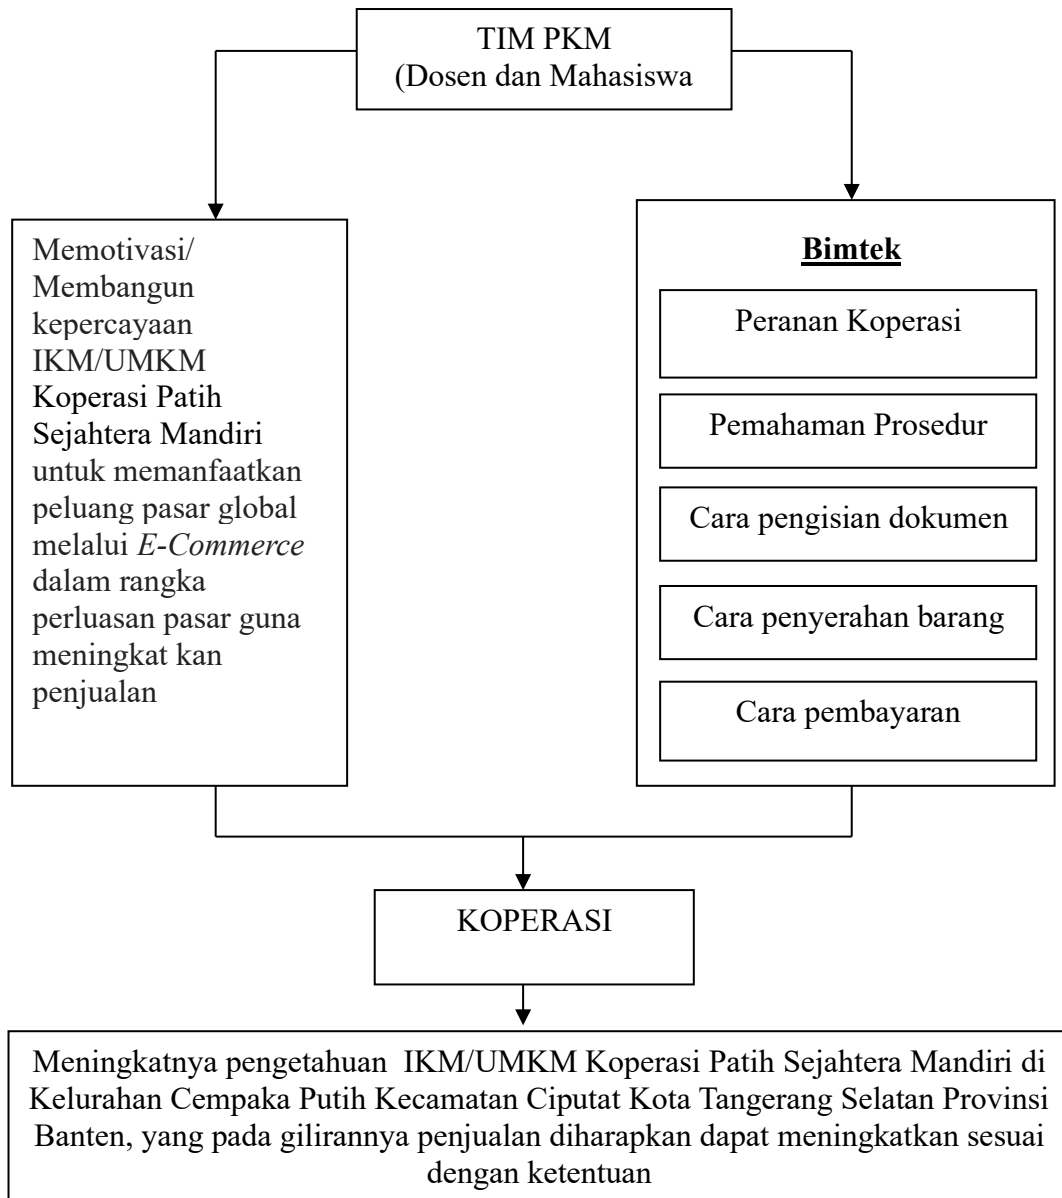 TIM PKM
(Dosen dan Mahasiswa
Memotivasi/
Membangun
kepercayaan
IKM/UMKM
Koperasi Patih
Sejahtera Mandiri
untuk memanfaatkan
peluang pasar global
melalui E-Commerce
dalam rangka
perluasan pasar guna
meningkat kan
penjualan
Bimtek
Peranan Koperasi
Pemahaman Prosedur
Cara pengisian dokumen
Cara penyerahan barang
Cara pembayaran
KOPERASI
Meningkatnya pengetahuan  IKM/UMKM Koperasi Patih Sejahtera Mandiri di
Kelurahan Cempaka Putih Kecamatan Ciputat Kota Tangerang Selatan Provinsi
Banten, yang pada gilirannya penjualan diharapkan dapat meningkatkan sesuai
dengan ketentuan